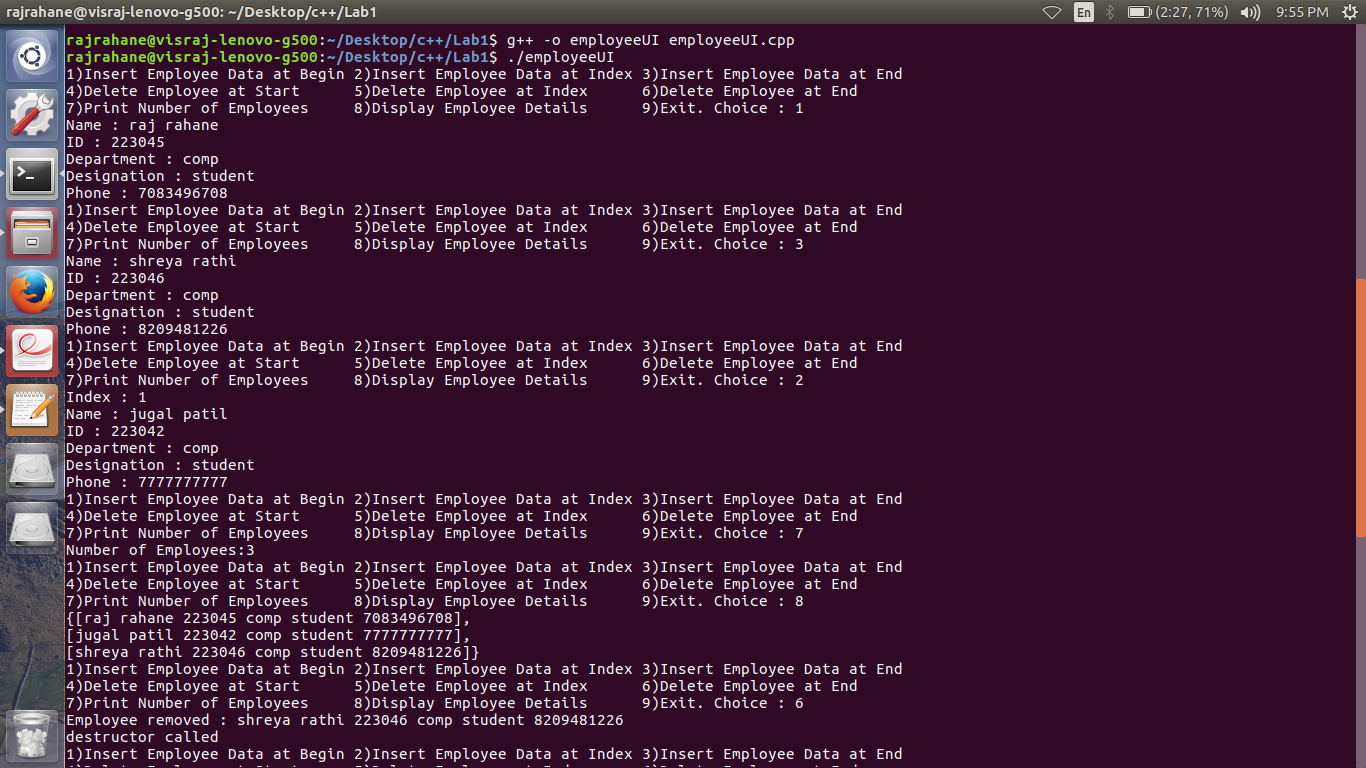 rajrahane@visraj-lenovo-g500: ~/Desktop/c++/Lab1
En
(2:27, 71%)
9:55 PM
rajrahane@visraj-lenovo-g500:~/Desktop/c++/Lab1$ g++ -o employeeUI employeeUI.cpp
rajrahane@visraj-lenovo-g500:~/Desktop/c++/Lab1$ ./employeeUI
1)Insert Employee Data at Begin 2)Insert Employee Data at Index 3)Insert Employee Data at End
4)Delete Employee at Start      5)Delete Employee at Index      6)Delete Employee at End
7)Print Number of Employees     8)Display Employee Details      9)Exit. Choice : 1
Name : raj rahane
ID : 223045
Department : comp
Designation : student
Phone : 7083496708
1)Insert Employee Data at Begin 2)Insert Employee Data at Index 3)Insert Employee Data at End
4)Delete Employee at Start      5)Delete Employee at Index      6)Delete Employee at End
7)Print Number of Employees     8)Display Employee Details      9)Exit. Choice : 3
Name : shreya rathi
ID : 223046
Department : comp
Designation : student
Phone : 8209481226
1)Insert Employee Data at Begin 2)Insert Employee Data at Index 3)Insert Employee Data at End
4)Delete Employee at Start      5)Delete Employee at Index      6)Delete Employee at End
7)Print Number of Employees     8)Display Employee Details      9)Exit. Choice : 2
Index : 1
Name : jugal patil
ID : 223042
Department : comp
Designation : student
Phone : 7777777777
1)Insert Employee Data at Begin 2)Insert Employee Data at Index 3)Insert Employee Data at End
4)Delete Employee at Start      5)Delete Employee at Index      6)Delete Employee at End
7)Print Number of Employees     8)Display Employee Details      9)Exit. Choice : 7
Number of Employees:3
1)Insert Employee Data at Begin 2)Insert Employee Data at Index 3)Insert Employee Data at End
4)Delete Employee at Start      5)Delete Employee at Index      6)Delete Employee at End
7)Print Number of Employees     8)Display Employee Details      9)Exit. Choice : 8
{[raj rahane 223045 comp student 7083496708],
[jugal patil 223042 comp student 7777777777],
[shreya rathi 223046 comp student 8209481226]}
1)Insert Employee Data at Begin 2)Insert Employee Data at Index 3)Insert Employee Data at End
4)Delete Employee at Start      5)Delete Employee at Index      6)Delete Employee at End
7)Print Number of Employees     8)Display Employee Details      9)Exit. Choice : 6
Employee removed : shreya rathi 223046 comp student 8209481226
destructor called
1)Insert Employee Data at Begin 2)Insert Employee Data at Index 3)Insert Employee Data at End